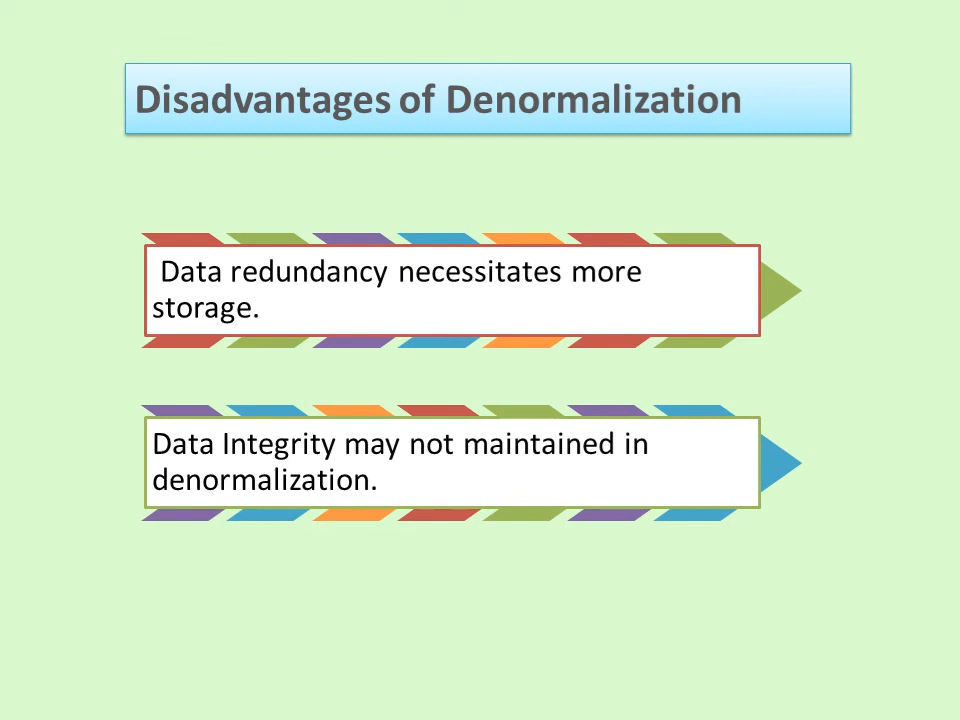 Disadvantages of Denormalization
Data redundancy necessitates more
storage.
Data Integrity may not maintained in
denormalization.